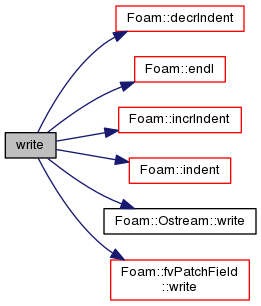 Foam::decrIndent
Foam::endl
Foam::incrIndent
write
Foam::indent
Foam::Ostream::write
Foam::fvPatchField
::write